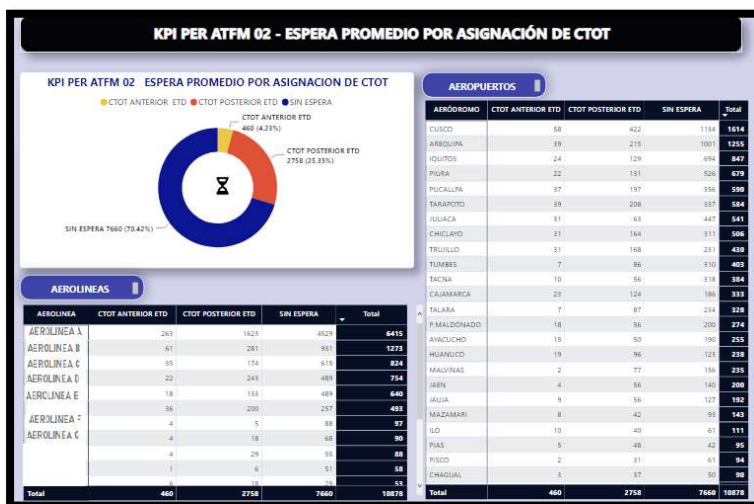 KPI PER ATFM 02 - ESPERA PROMEDIO POR ASIGNACIÓN DE CTOT
KPI PER ATFM 02 ESPERA PROMEDIO POR ASIGNACION DE CTOT
CTOT ANTERIOR ETD CTOT POSTERIOR ETD SIN ESPERA
CTOT ANTERIOR ETD
460 (4.23%)
CTOT POSTERIOR ETD
2758 (25.35%)
SIN ESPERA 7660 (70.42%)
AEROLINEAS
AEROLINEA CTOT ANTERIOR ETD CTOT POSTERIOR ETD SIN ESPERA Total
AEROLINEA A 263 1623 4529 6415
AEROLINEA B 61 281 931 1273
AEROLINEA C 35 174 615 824
AEROLINEA D 22 243 489 754
AEROLINEA E 18 133 489 640
36 200 257 493
AEROLINEA F 4 5 88 97
AEROLINEA G 4 18 68 90
4 29 55 88
1 6 51 58
6 18 29 53
Total 460 2758 7660 10878
AEROPUERTOS
AERÓDROMO CTOT ANTERIOR ETD CTOT POSTERIOR ETD SIN ESPERA Total
CUSCO 58 422 1134 1614
AREQUIPA 39 215 1001 1255
IQUITOS 24 129 694 847
PIURA 22 131 526 679
PUCALLPA 37 197 356 590
TARAPOTO 39 208 337 584
JULIACA 31 63 447 541
CHICLAYO 31 164 311 506
TRUJILLO 31 168 231 430
TUMBES 7 86 310 403
TACNA 10 56 318 384
CAJAMARCA 23 124 186 333
TALARA 7 87 234 328
P.MALDONADO 18 56 200 274
AYACUCHO 15 50 190 255
HUANUCO 19 96 123 238
MALVINAS 2 77 156 235
JAEN 4 56 140 200
JAUJA 9 56 127 192
MAZAMARI 8 42 93 143
ILO 10 40 61 111
PIAS 5 48 42 95
PISCO 2 31 61 94
CHAGUAL 3 37 50 90
Total 460 2758 7660 10878